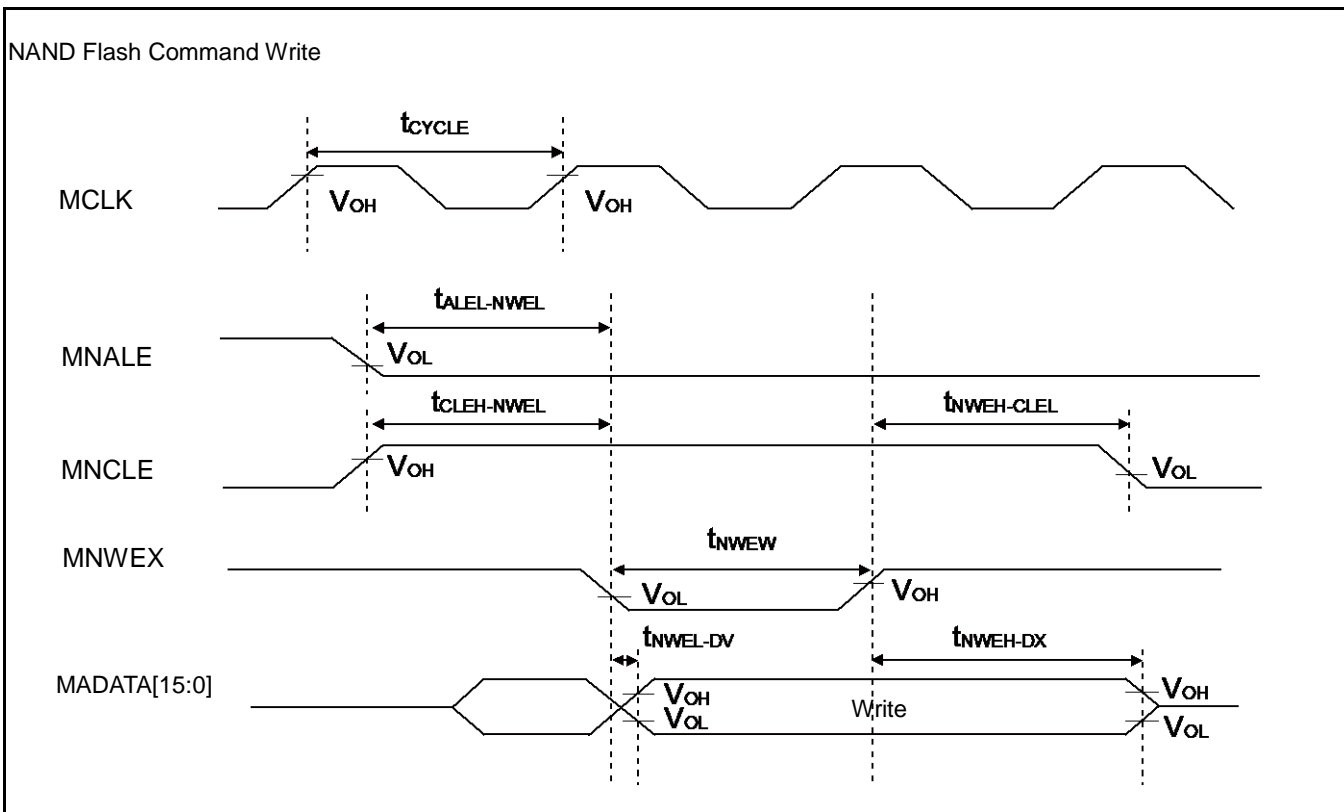 NAND Flash Command Write
tCYCLE
MCLK
VOH VOH
tALEL-NWEL
MNALE
VOL
tCLEH-NWEL tNWEH-CLEL
MNCLE
VOH VOL
tNWEW
MNWEX
VOL VOH
tNWEL-DV tNWEH-DX
MADATA[15:0]
VOH Write VOH
VOL VOL